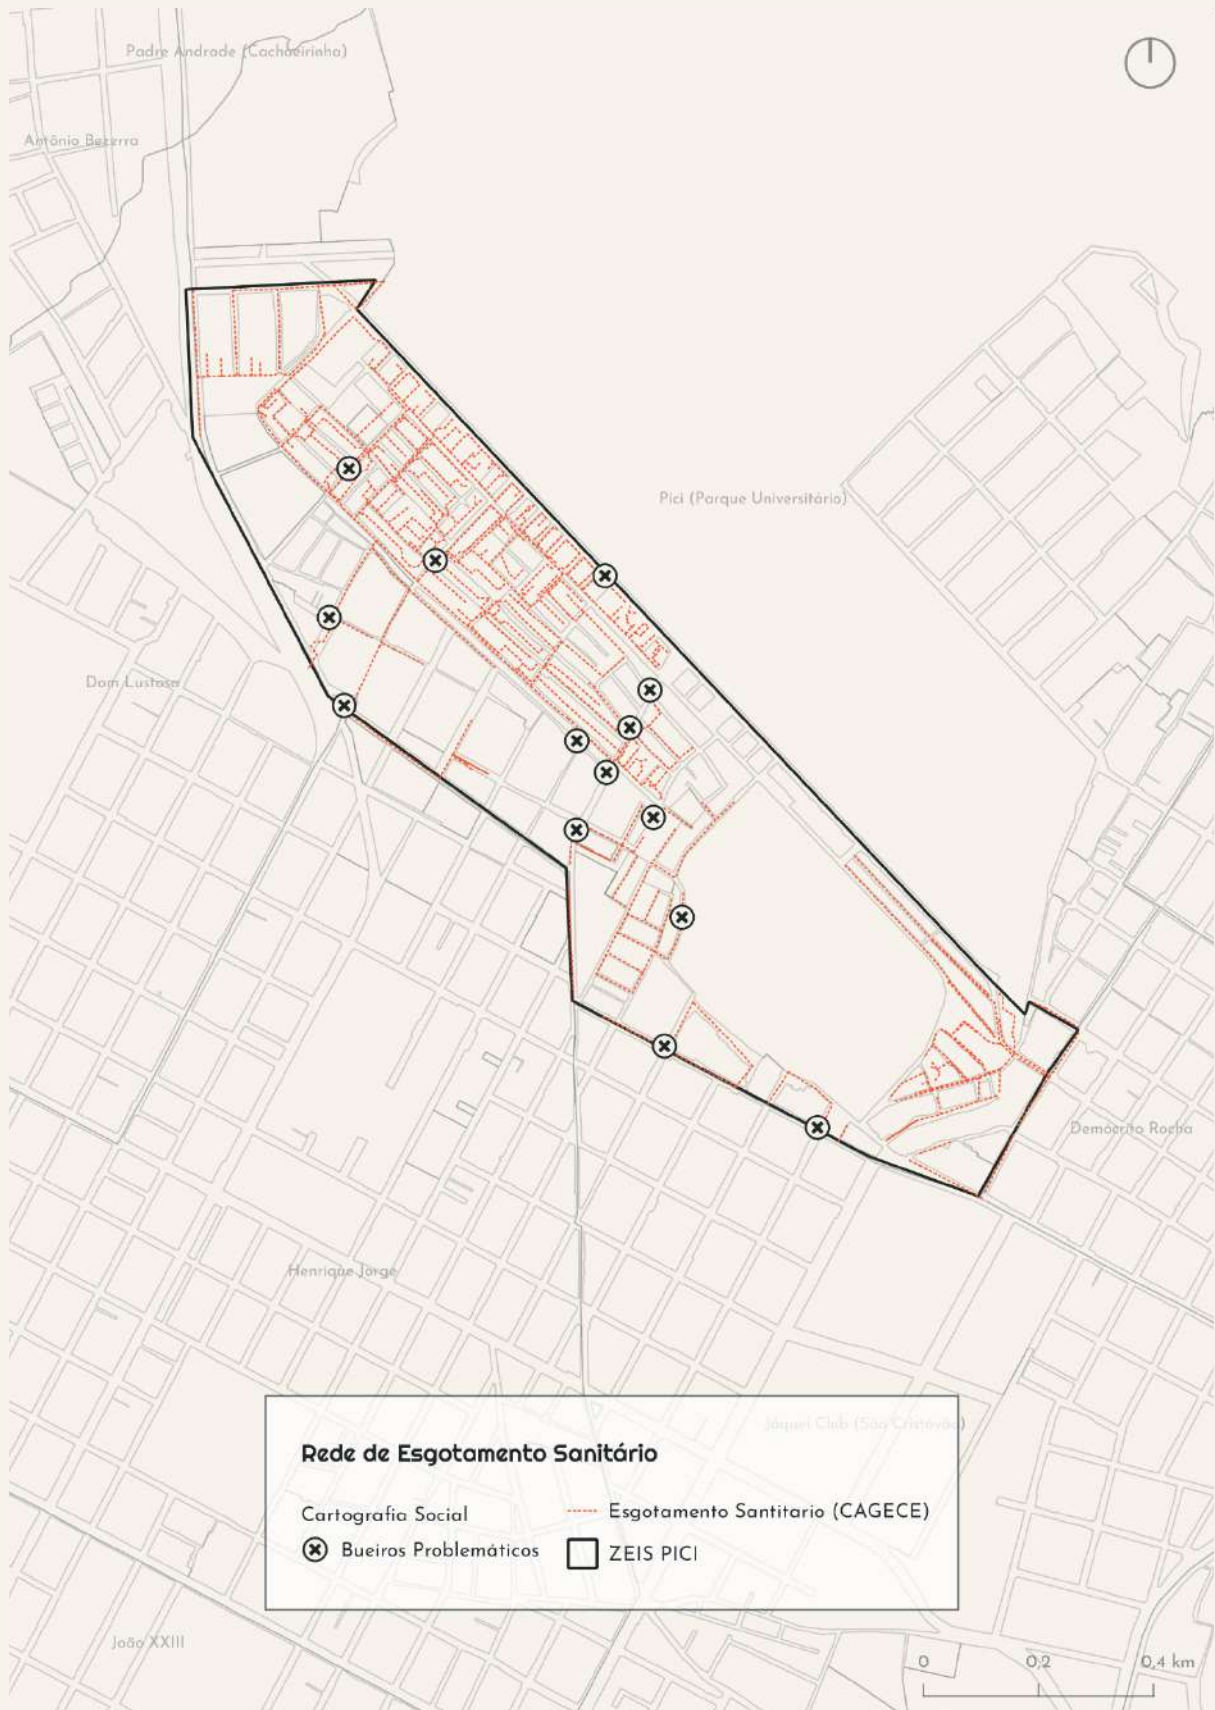 Padre Andrade (Cachoeirinha)
Antônio Bezerra
Pici (Parque Universitário)
Dom Lustosa
Demócrito Rocha
Henrique Jorge
Jóquei Club (São Cristóvão)
Rede de Esgotamento Sanitário
Cartografia Social
Esgotamento Santitario (CAGECE)
Bueiros Problemáticos
ZEIS PICI
João XXIII
0 0,2 0,4 km